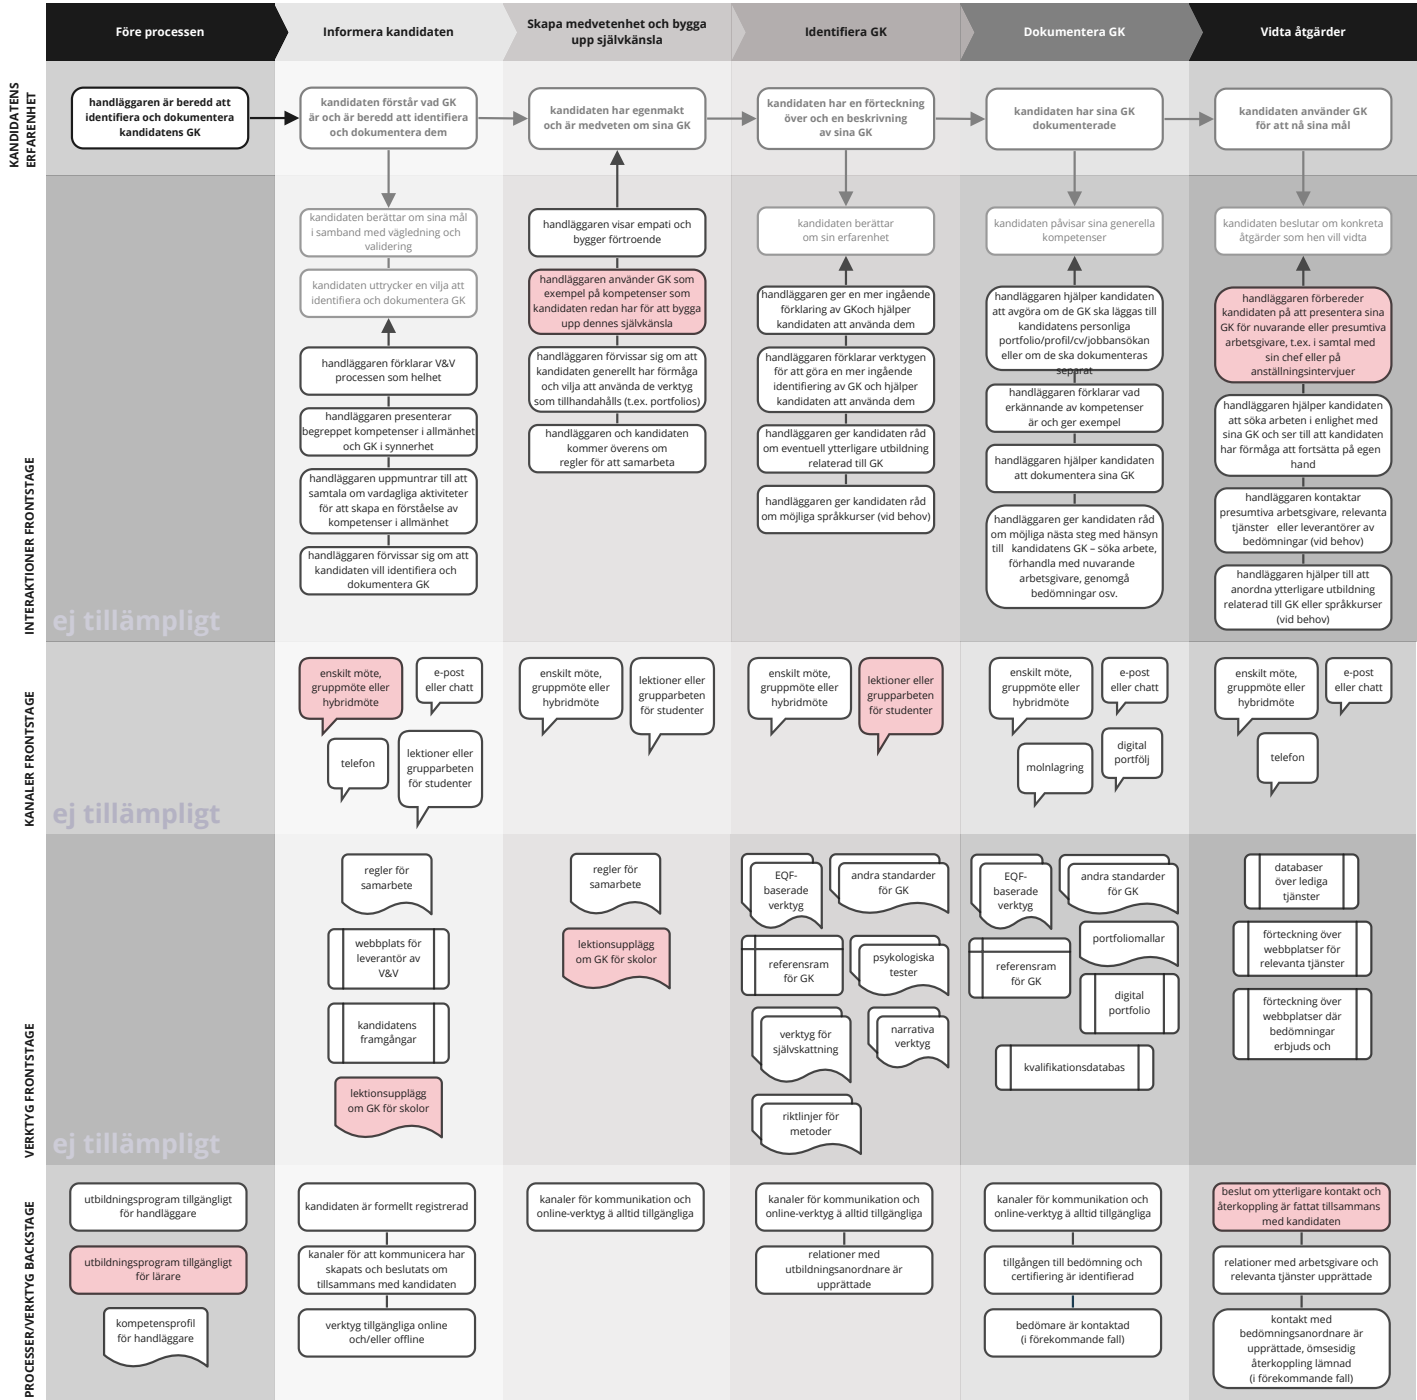 Före processen
Informera kandidaten
Skapa medvetenhet och bygga
upp självkänsla
Identifiera GK
Dokumentera GK
Vidta åtgärder
KANDIDATENS
ERFARENHET
handläggaren är beredd att
identifiera och dokumentera
kandidatens GK
kandidaten förstår vad GK
är och är beredd att identifiera
och dokumentera dem
kandidaten har egenmakt
och är medveten om sina GK
kandidaten har en förteckning
över och en beskrivning
av sina GK
kandidaten har sina GK
dokumenterade
kandidaten använder GK
för att nå sina mål
INTERAKTIONER FRONTSTAGE
ej tillämpligt
kandidaten berättar om sina mål
i samband med vägledning och
validering
kandidaten uttrycker en vilja att
identifiera och dokumentera GK
handläggaren förklarar V&V
processen som helhet
handläggaren presenterar
begreppet kompetenser i allmänhet
och GK i synnerhet
handläggaren uppmuntrar till att
samtala om vardagliga aktiviteter
för att skapa en förståelse av
kompetenser i allmänhet
handläggaren förvissar sig om att
kandidaten vill identifiera och
dokumentera GK
handläggaren visar empati och
bygger förtroende
handläggaren använder GK som
exempel på kompetenser som
kandidaten redan har för att bygga
upp dennes självkänsla
handläggaren förvissar sig om att
kandidaten generellt har förmåga
och vilja att använda de verktyg
som tillhandahålls (t.ex. portfolios)
handläggaren och kandidaten
kommer överens om
regler för att samarbeta
kandidaten berättar
om sin erfarenhet
handläggaren ger en mer ingående
förklaring av GKoch hjälper
kandidaten att använda dem
handläggaren förklarar verktygen
för att göra en mer ingående
identifiering av GK och hjälper
kandidaten att använda dem
handläggaren ger kandidaten råd
om eventuell ytterligare utbildning
relaterad till GK
handläggaren ger kandidaten råd
om möjliga språkkurser (vid behov)
kandidaten påvisar sina generella
kompetenser
handläggaren hjälper kandidaten
att avgöra om de GK ska läggas till
kandidatens personliga
portfolio/profil/cv/jobbansökan
eller om de ska dokumenteras
separat
handläggaren förklarar vad
erkännande av kompetenser
är och ger exempel
handläggaren hjälper kandidaten
att dokumentera sina GK
handläggaren ger kandidaten råd
om möjliga nästa steg med hänsyn
till kandidatens GK – söka arbete,
förhandla med nuvarande
arbetsgivare, genomgå
bedömningar osv.
kandidaten beslutar om konkreta
åtgärder som hen vill vidta
handläggaren förbereder
kandidaten på att presentera sina
GK för nuvarande eller presumtiva
arbetsgivare, t.ex. i samtal med
sin chef eller på
anställningsintervjuer
handläggaren hjälper kandidaten
att söka arbeten i enlighet med
sina GK och ser till att kandidaten
har förmåga att fortsätta på egen
hand
handläggaren kontaktar
presumtiva arbetsgivare, relevanta
tjänster eller leverantörer av
bedömningar (vid behov)
handläggaren hjälper till att
anordna ytterligare utbildning
relaterad till GK eller språkkurser
(vid behov)
KANALER FRONTSTAGE
ej tillämpligt
enskilt möte,
gruppmöte eller
hybridmöte
e-post
eller chatt
telefon
lektioner eller
grupparbeten
för studenter
enskilt möte,
gruppmöte eller
hybridmöte
lektioner eller
grupparbeten
för studenter
enskilt möte,
gruppmöte eller
hybridmöte
lektioner eller
grupparbeten
för studenter
enskilt möte,
gruppmöte eller
hybridmöte
e-post
eller chatt
molnlagring
digital
portfölj
enskilt möte,
gruppmöte eller
hybridmöte
e-post
eller chatt
telefon
VERKTYG FRONTSTAGE
ej tillämpligt
regler för
samarbete
webbplats för
leverantör av
V&V
kandidatens
framgångar
lektionsupplägg
om GK för skolor
regler för
samarbete
lektionsupplägg
om GK för skolor
EQF-
baserade
verktyg
andra standarder
för GK
referensram
för GK
psykologiska
tester
verktyg för
självskattning
narrativa
verktyg
riktlinjer för
metoder
EQF-
baserade
verktyg
andra standarder
för GK
portfoliomallar
referensram
för GK
digital
portfolio
kvalifikationsdatabas
databaser
över lediga
tjänster
förteckning över
webbplatser för
relevanta tjänster
förteckning över
webbplatser där
bedömningar
erbjuds och
PROCESSER/VERKTYG BACKSTAGE
utbildningsprogram tillgängligt
för handläggare
utbildningsprogram tillgängligt
för lärare
kompetensprofil
för handläggare
kandidaten är formellt registrerad
kanaler för att kommunicera har
skapats och beslutats om
tillsammans med kandidaten
verktyg tillgängliga online
och/eller offline
kanaler för kommunikation och
online-verktyg ä alltid tillgängliga
kanaler för kommunikation och
online-verktyg ä alltid tillgängliga
relationer med
utbildningsanordnare är
upprättade
kanaler för kommunikation och
online-verktyg ä alltid tillgängliga
tillgången till bedömning och
certifiering är identifierad
bedömare är kontaktad
(i förekommande fall)
beslut om ytterligare kontakt och
återkoppling är fattat tillsammans
med kandidaten
relationer med arbetsgivare och
relevanta tjänster upprättade
kontakt med
bedömningsanordnare är
upprättade, ömsesidig
återkoppling lämnad
(i förekommande fall)